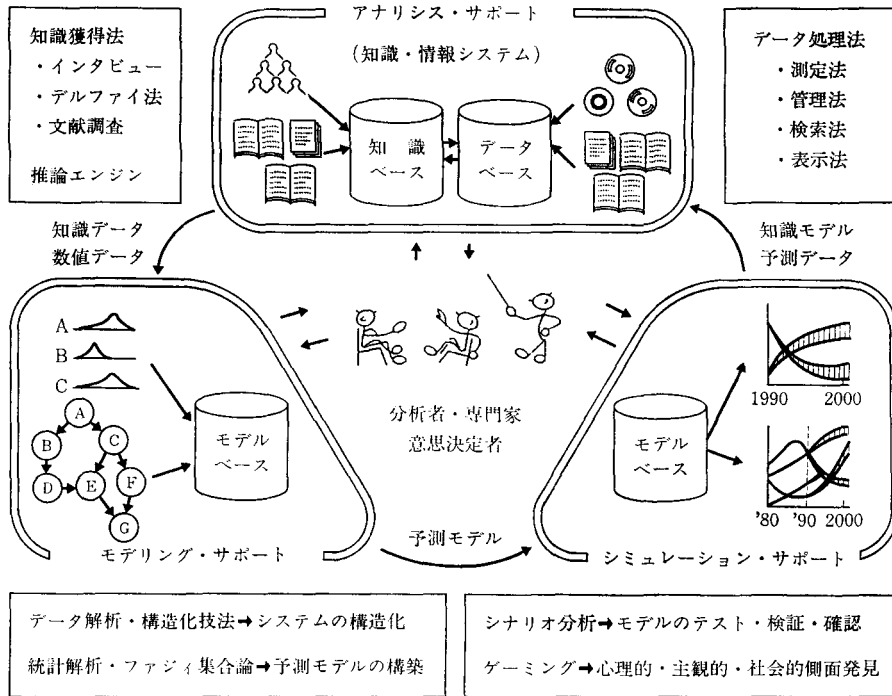 アナリシス・サポート
(知識・情報システム)
知識獲得法
・インタビュー
・デルファイ法
・文献調査
推論エンジン
知識
ベース
データ
ベース
データ処理法
・測定法
・管理法
・検索法
・表示法
知識データ
数値データ
知識モデル
予測データ
A
B
C
A
B
C
D
E
F
G
モデル
ベース
モデリング・サポート
分析者・専門家
意思決定者
予測モデル
モデル
ベース
1990 2000
'80 '90 2000
シミュレーション・サポート
データ解析・構造化技法→システムの構造化
統計解析・ファジィ集合論→予測モデルの構築
シナリオ分析→モデルのテスト・検証・確認
ゲーミング→心理的・主観的・社会的側面発見